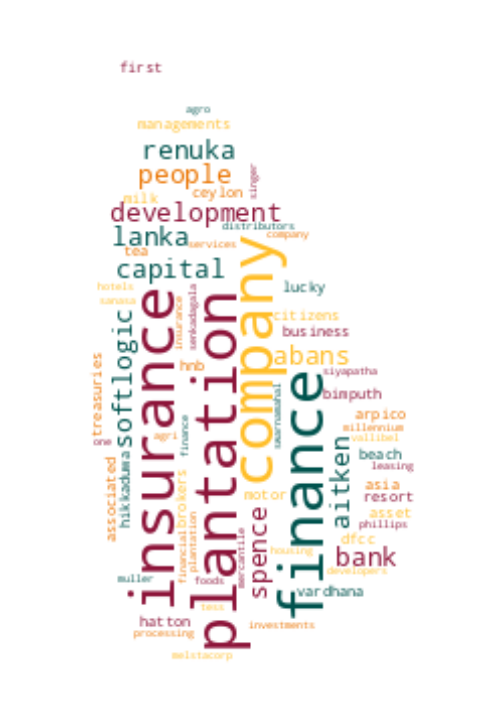 first
agro
managements
renuka
people
singer
ceylon
milk
development
distributors
lanka
company
services
tea
capital
hotels
lucky
sanasa
insurance
senkadagala
company
citizens
business
softlogic
insurance
plantation
abans
hnb
siyapatha
treasuries
finance
swarnamahal
bimputh
arpico
millennium
vallibel
agri
finance
one
aitken
beach
leasing
associated
hikkaduwa
brokers
financial
plantation
motor
asia
resort
asset
phillips
mercantile
spence
dfcc
housing
bank
developers
muller
foods
vardhana
tess
hatton
processing
investments
melstacorp